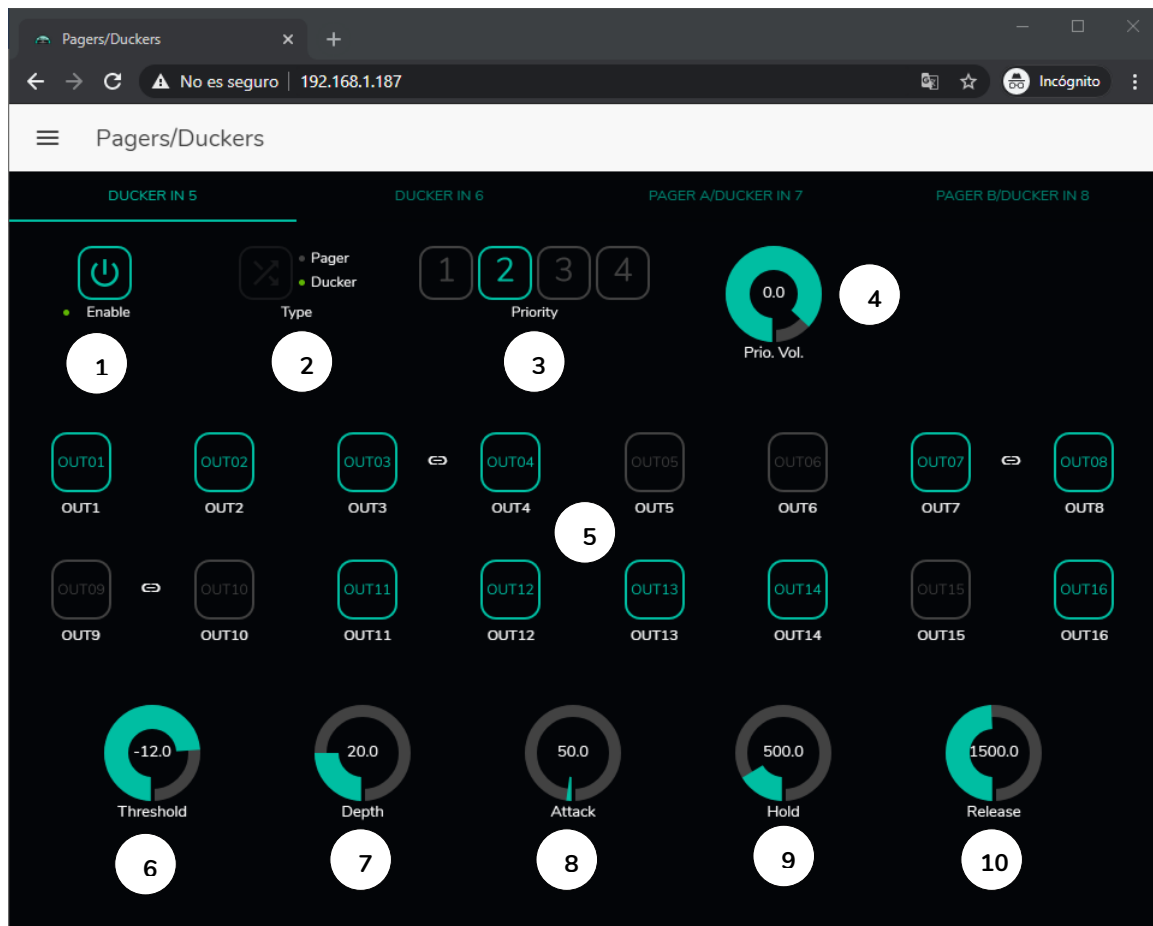 Pagers/Duckers
No es seguro 192.168.1.187 Incógnito
Pagers/Duckers
DUCKER IN 5 DUCKER IN 6 PAGER A/DUCKER IN 7 PAGER B/DUCKER IN 8
Pager
Ducker
1 2 3 4
0.0
Enable Type Priority
Prio. Vol.
4
1 2 3
OUT01 OUT02 OUT03 OUT04 OUT05 OUT06 OUT07 OUT08
OUT1 OUT2 OUT3 OUT4 OUT5 OUT6 OUT7 OUT8
5
OUT09 OUT10 OUT11 OUT12 OUT13 OUT14 OUT15 OUT16
OUT9 OUT10 OUT11 OUT12 OUT13 OUT14 OUT15 OUT16
-12.0 20.0 50.0 500.0 1500.0
Threshold Depth Attack Hold Release
6 7 8 9 10